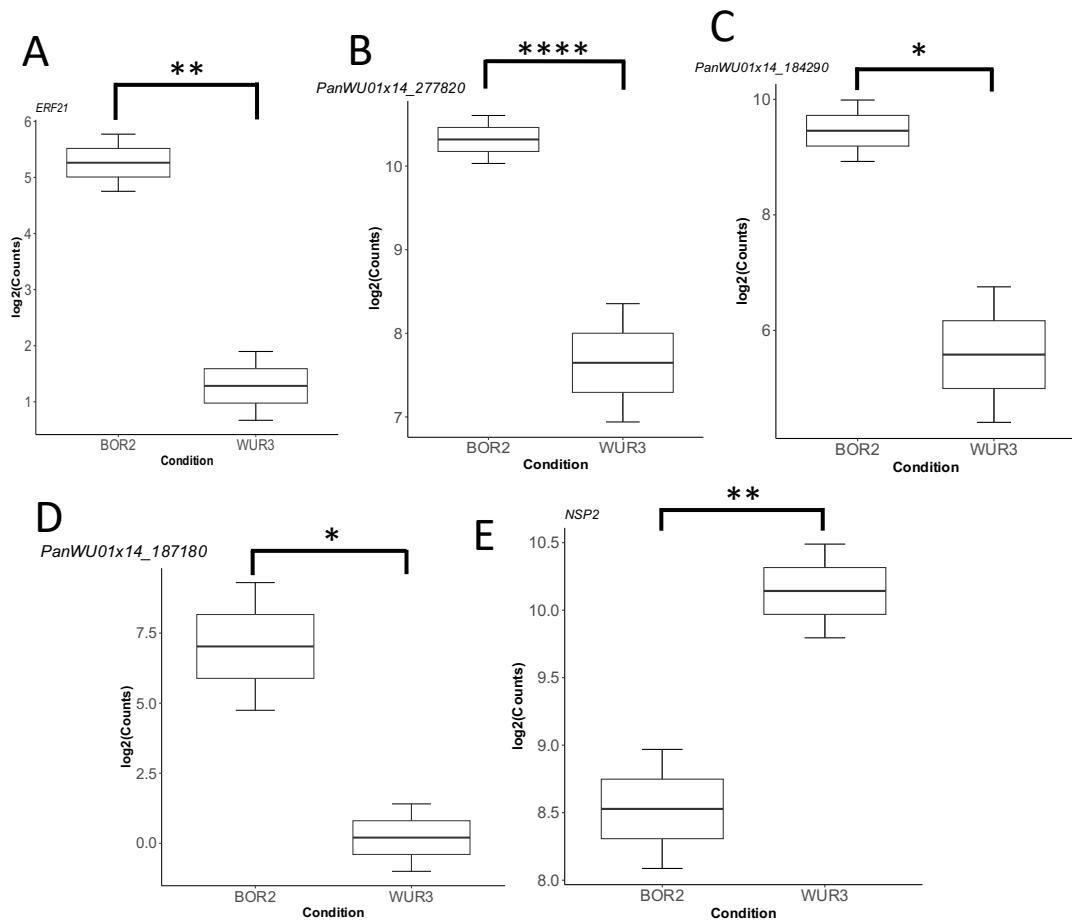 A
**
ERF21
6
5
4
3
2
1
log2(Counts)
BOR2
WUR3
Condition
B
****
PanWU01x14_277820
10
9
8
7
log2(Counts)
BOR2
WUR3
Condition
C
*
PanWU01x14_184290
10
8
6
log2(Counts)
BOR2
WUR3
Condition
D
*
PanWU01x14_187180
7.5
5.0
2.5
0.0
log2(Counts)
BOR2
WUR3
Condition
E
**
NSP2
10.5
10.0
9.5
9.0
8.5
8.0
log2(Counts)
BOR2
WUR3
Condition